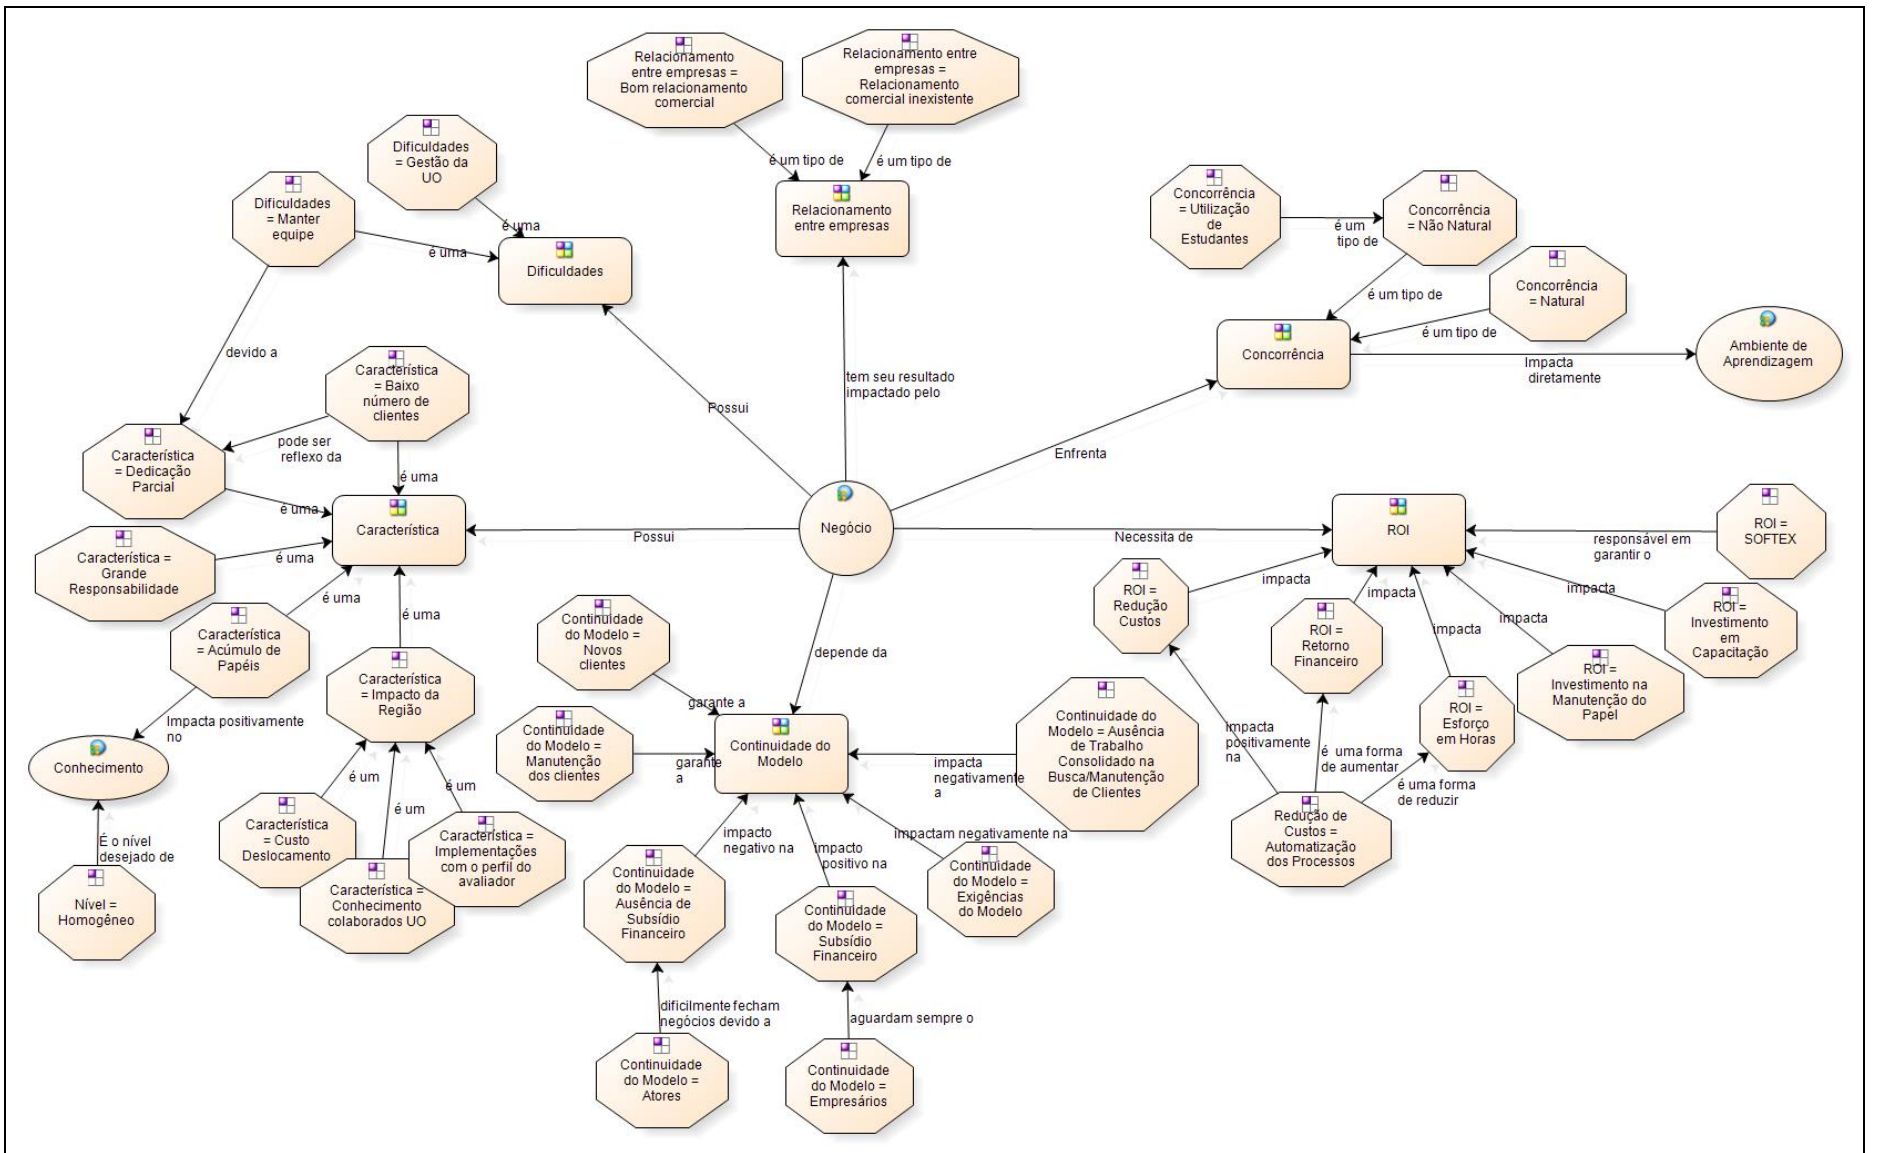 Relacionamento
entre empresas =
Bom relacionamento
comercial
Relacionamento entre
empresas =
Relacionamento
comercial inexistente
é um tipo de
é um tipo de
Relacionamento
entre empresas
Dificuldades
= Gestão da
UO
é uma
Dificuldades
= Manter
equipe
é uma
Dificuldades
devido a
Possui
tem seu resultado
impactado pelo
Concorrência
= Utilização
de
Estudantes
é um
tipo de
Concorrência
= Não Natural
é um tipo de
Concorrência
= Natural
é um tipo de
Concorrência
Impacta
diretamente
Ambiente de
Aprendizagem
Enfrenta
Característica
= Baixo
número de
clientes
pode ser
reflexo da
é uma
Característica
= Dedicação
Parcial
é uma
Característica
Possui
Negócio
Necessita de
ROI
responsável em
garantir o
ROI =
SOFTEX
Característica =
Grande
Responsabilidade
é uma
Característica
= Acúmulo de
Papéis
é uma
Impacta positivamente
no
Conhecimento
É o nível
desejado de
Nível =
Homogêneo
é uma
Característica
= Impacto da
Região
é um
é um
é um
Característica
= Custo
Deslocamento
Característica =
Conhecimento
colaborados UO
Característica =
Implementações
com o perfil do
avaliador
depende da
Continuidade
do Modelo =
Novos
clientes
garante a
Continuidade
do Modelo =
Manutenção
dos clientes
garante
a
Continuidade do
Modelo
impacta
negativamente
a
Continuidade do
Modelo = Ausência
de Trabalho
Consolidado na
Busca/Manutenção
de Clientes
impacto
negativo na
impacto
positivo na
impactam negativamente na
Continuidade
do Modelo =
Ausência de
Subsídio
Financeiro
Continuidade
do Modelo =
Subsídio
Financeiro
Continuidade
do Modelo =
Exigências
do Modelo
dificilmente fecham
negócios devido a
aguardam sempre o
Continuidade
do Modelo =
Atores
Continuidade
do Modelo =
Empresários
ROI =
Redução
Custos
impacta
ROI =
Retorno
Financeiro
impacta
ROI =
Esforço
em Horas
impacta
ROI =
Investimento na
Manutenção do
Papel
impacta
ROI =
Investimento
em
Capacitação
impacta
impacta
positivamente
na
é uma forma
de aumentar
é uma forma
de reduzir
Redução de
Custos =
Automatização
dos Processos